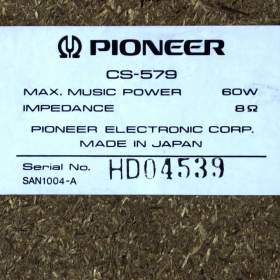 PIONEER
CS-579
MAX. MUSIC POWER 60W
IMPEDANCE 8Ω
PIONEER ELECTRONIC CORP.
MADE IN JAPAN
Serial No. HD04539
SAN1004-A